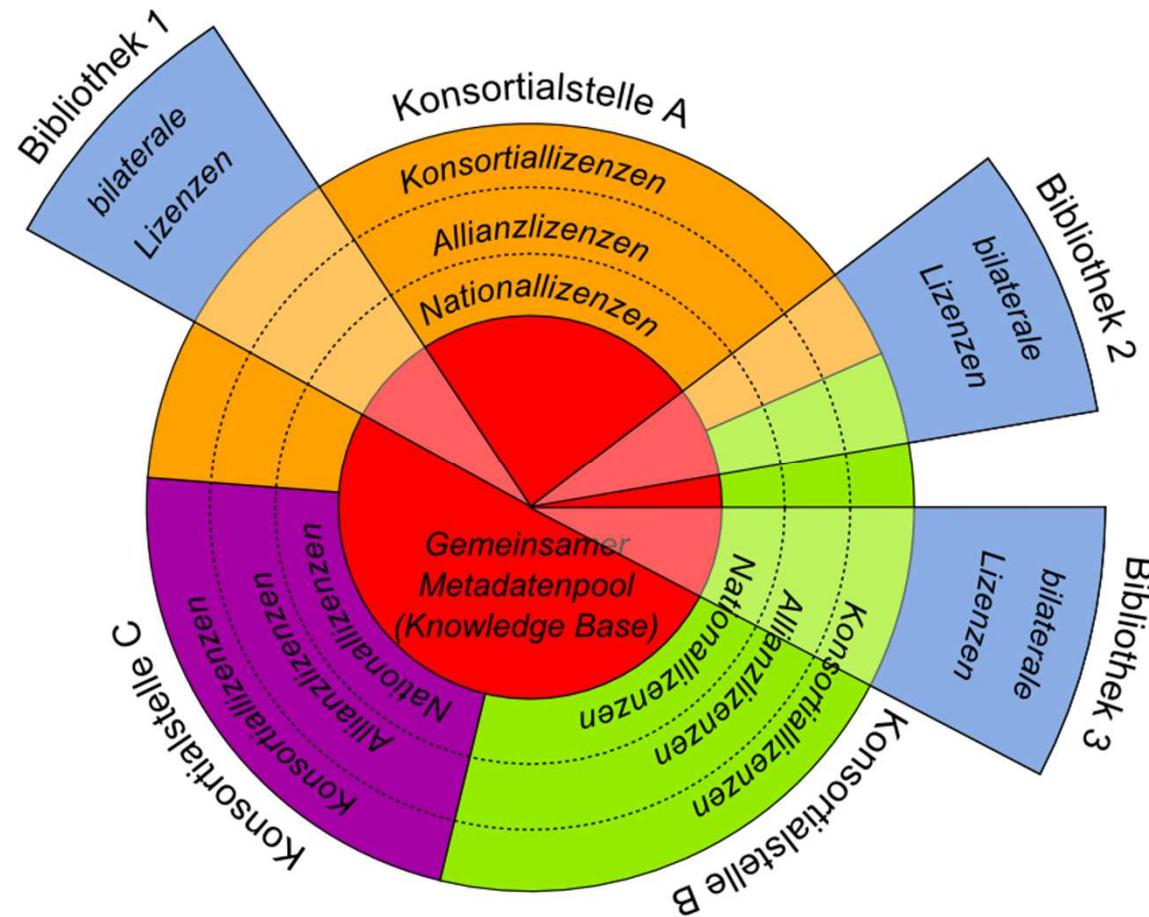 Bibliothek 1
bilaterale
Lizenzen
Konsortialstelle A
Konsortiallizenzen
Allianzlizenzen
Nationallizenzen
Bibliothek 2
bilaterale
Lizenzen
Gemeinsamer
Metadatenpool
(Knowledge Base)
Bibliothek 3
bilaterale
Lizenzen
Konsortialstelle B
Konsortiallizenzen
Allianzlizenzen
Nationallizenzen
Konsortiallizenzen
Allianzlizenzen
Nationallizenzen
Konsortialstelle C